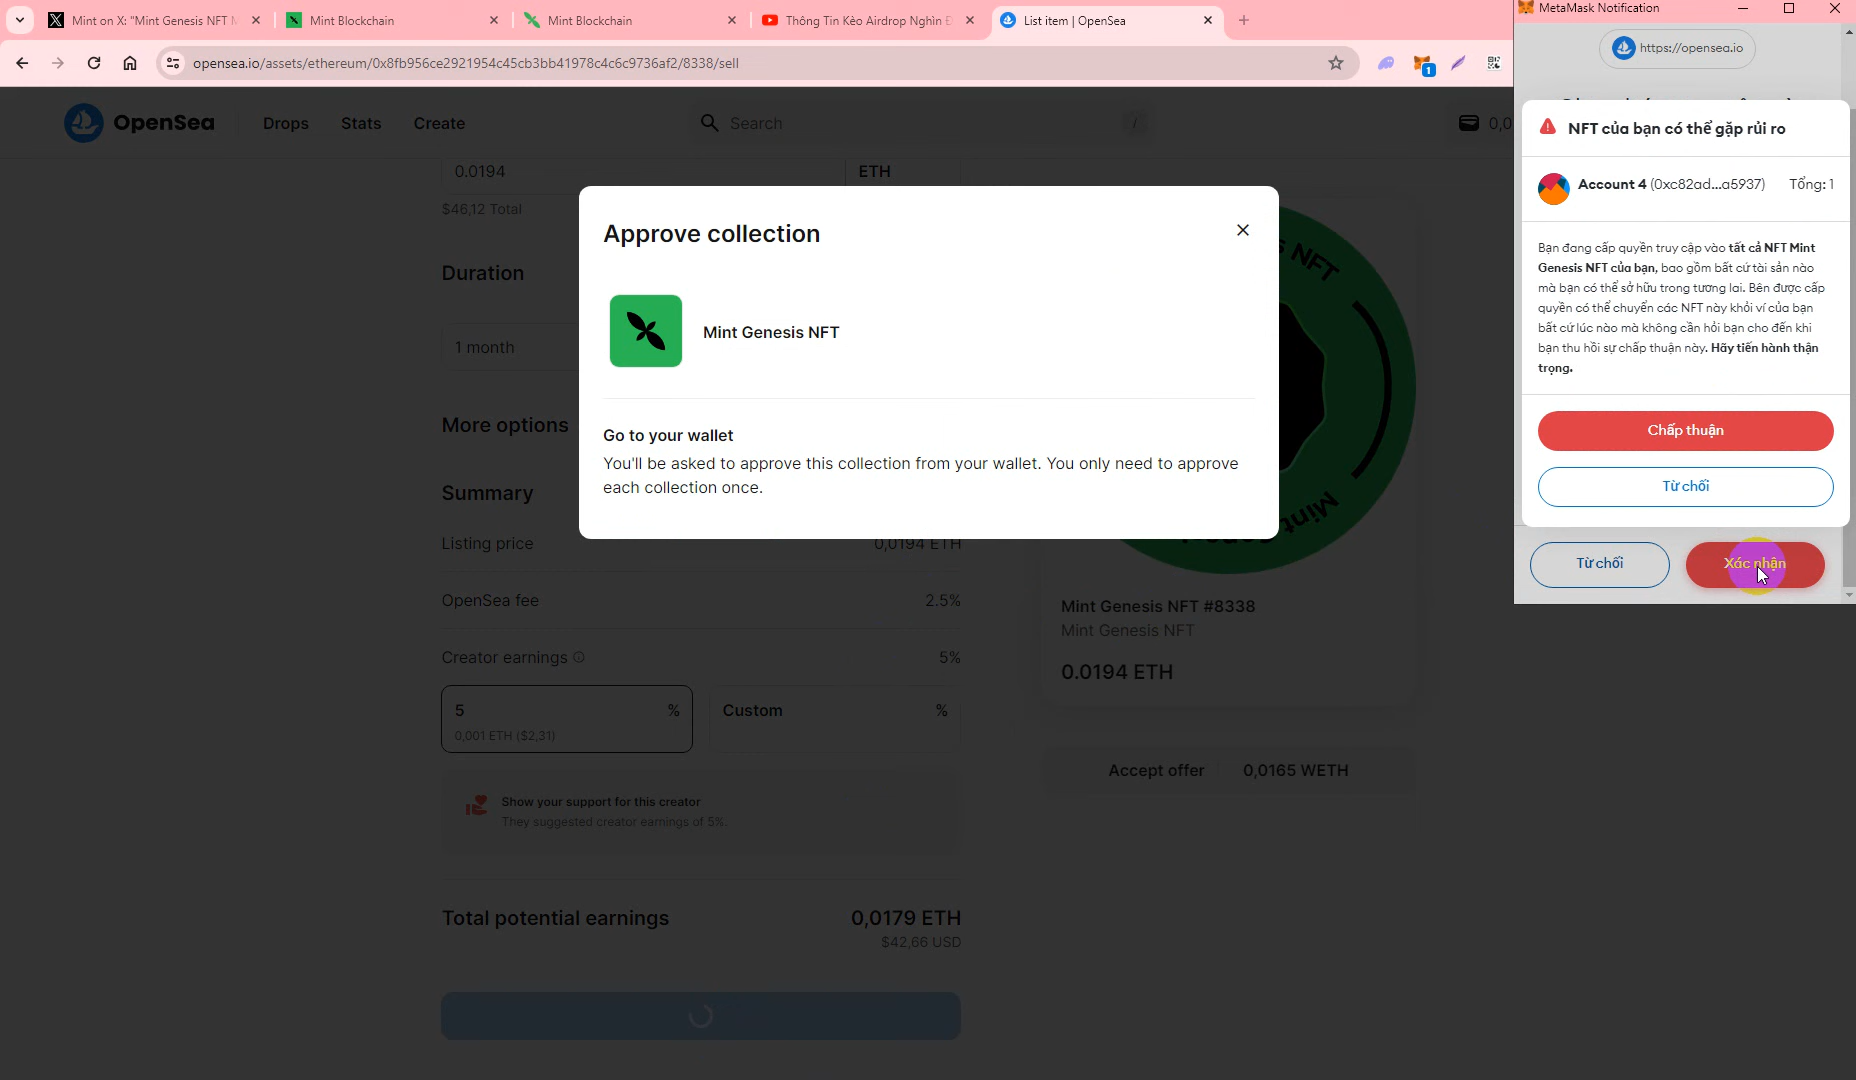 Mint on X: "Mint Genesis NFT
Mint Blockchain
Mint Blockchain
Thông Tin Kèo Airdrop Nghìn
List item | OpenSea
MetaMask Notification
opensea.io/assets/ethereum/0x8fb956ce2921954c45cb3bb41978c4c6c9736af2/8338/sell
1
https://opensea.io
OpenSea
Drops
Stats
Create
Search
/
0,0
0.0194
ETH
$46,12 Total
Duration
1 month
More options
Summary
Listing price
0,0194 ETH
OpenSea fee
2.5%
Creator earnings
5%
5
%
0,001 ETH ($2,31)
Custom
%
Show your support for this creator
They suggested creator earnings of 5%.
Total potential earnings
0,0179 ETH
$42,66 USD
Approve collection
Mint Genesis NFT
Go to your wallet
You'll be asked to approve this collection from your wallet. You only need to approve
each collection once.
NFT
Mint
Mint Genesis NFT #8338
Mint Genesis NFT
0.0194 ETH
Accept offer
0,0165 WETH
NFT của bạn có thể gặp rủi ro
Account 4 (0xc82ad...a5937)
Tổng: 1
Bạn đang cấp quyền truy cập vào tất cả NFT Mint
Genesis NFT của bạn, bao gồm bất cứ tài sản nào
mà bạn có thể sở hữu trong tương lai. Bên được cấp
quyền có thể chuyển các NFT này khỏi ví của bạn
bất cứ lúc nào mà không cần hỏi bạn cho đến khi
bạn thu hồi sự chấp thuận này. Hãy tiến hành thận
trọng.
Chấp thuận
Từ chối
Từ chối
Xác nhận